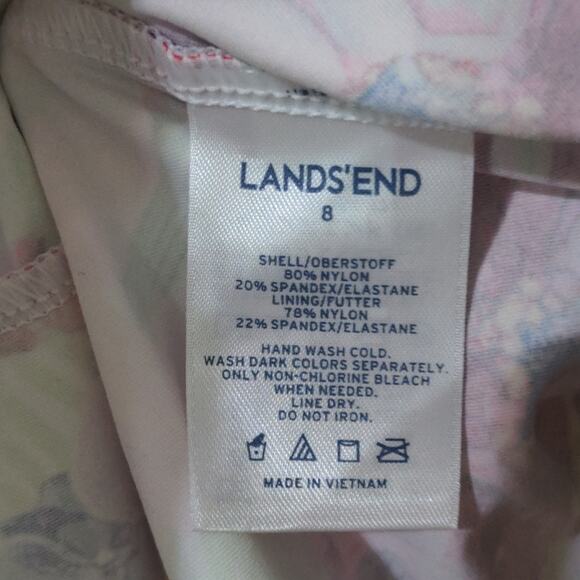 LANDS'END
8
SHELL/OBERSTOFF
80% NYLON
20% SPANDEX/ELASTANE
LINING/FUTTER
78% NYLON
22% SPANDEX/ELASTANE
HAND WASH COLD.
WASH DARK COLORS SEPARATELY.
ONLY NON-CHLORINE BLEACH
WHEN NEEDED.
LINE DRY.
DO NOT IRON.
MADE IN VIETNAM